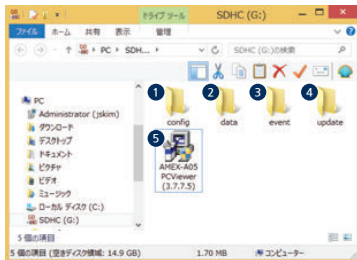 ドライブ ツール SDHC (G:)
ファイル ホーム 共有 表示 管理
PC ▸ SDH... SDHC (G:)の検索
PC
Administrator (jskim)
ダウンロード
デスクトップ
ドキュメント
ピクチャ
ビデオ
ミュージック
ローカル ディスク (C:)
SDHC (G:)
1 2 3 4
config data event update
5
AMEX-A05
PCViewer
(3.7.7.5)
5 個の項目
5 個の項目 (空きディスク領域: 14.9 GB) 1.70 MB コンピューター